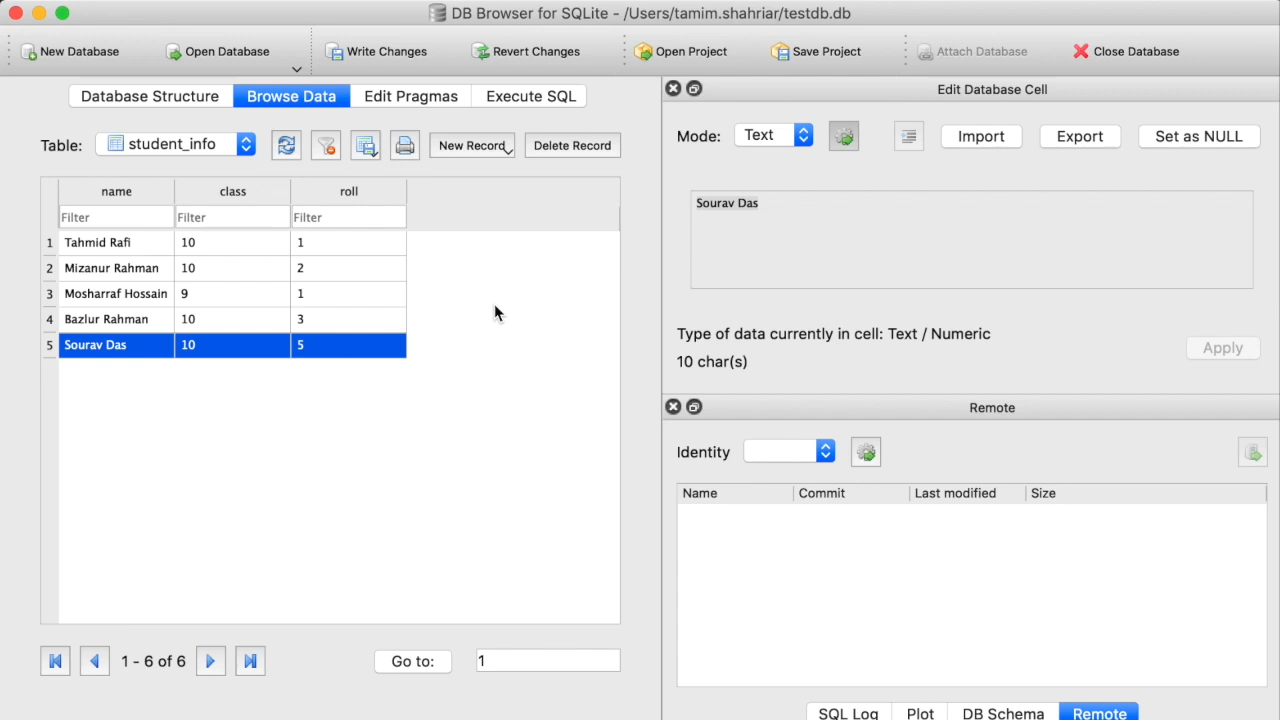 DB Browser for SQLite - /Users/tamim.shahriar/testdb.db
New Database Open Database Write Changes Revert Changes Open Project Save Project Attach Database Close Database
Database Structure Browse Data Edit Pragmas Execute SQL
Table: student_info New Record Delete Record
name class roll
Filter Filter Filter
1 Tahmid Rafi 10 1
2 Mizanur Rahman 10 2
3 Mosharraf Hossain 9 1
4 Bazlur Rahman 10 3
5 Sourav Das 10 5
1 - 6 of 6 Go to: 1
Edit Database Cell
Mode: Text Import Export Set as NULL
Sourav Das
Type of data currently in cell: Text / Numeric
10 char(s)
Apply
Remote
Identity
Name Commit Last modified Size
SQL Log Plot DB Schema Remote